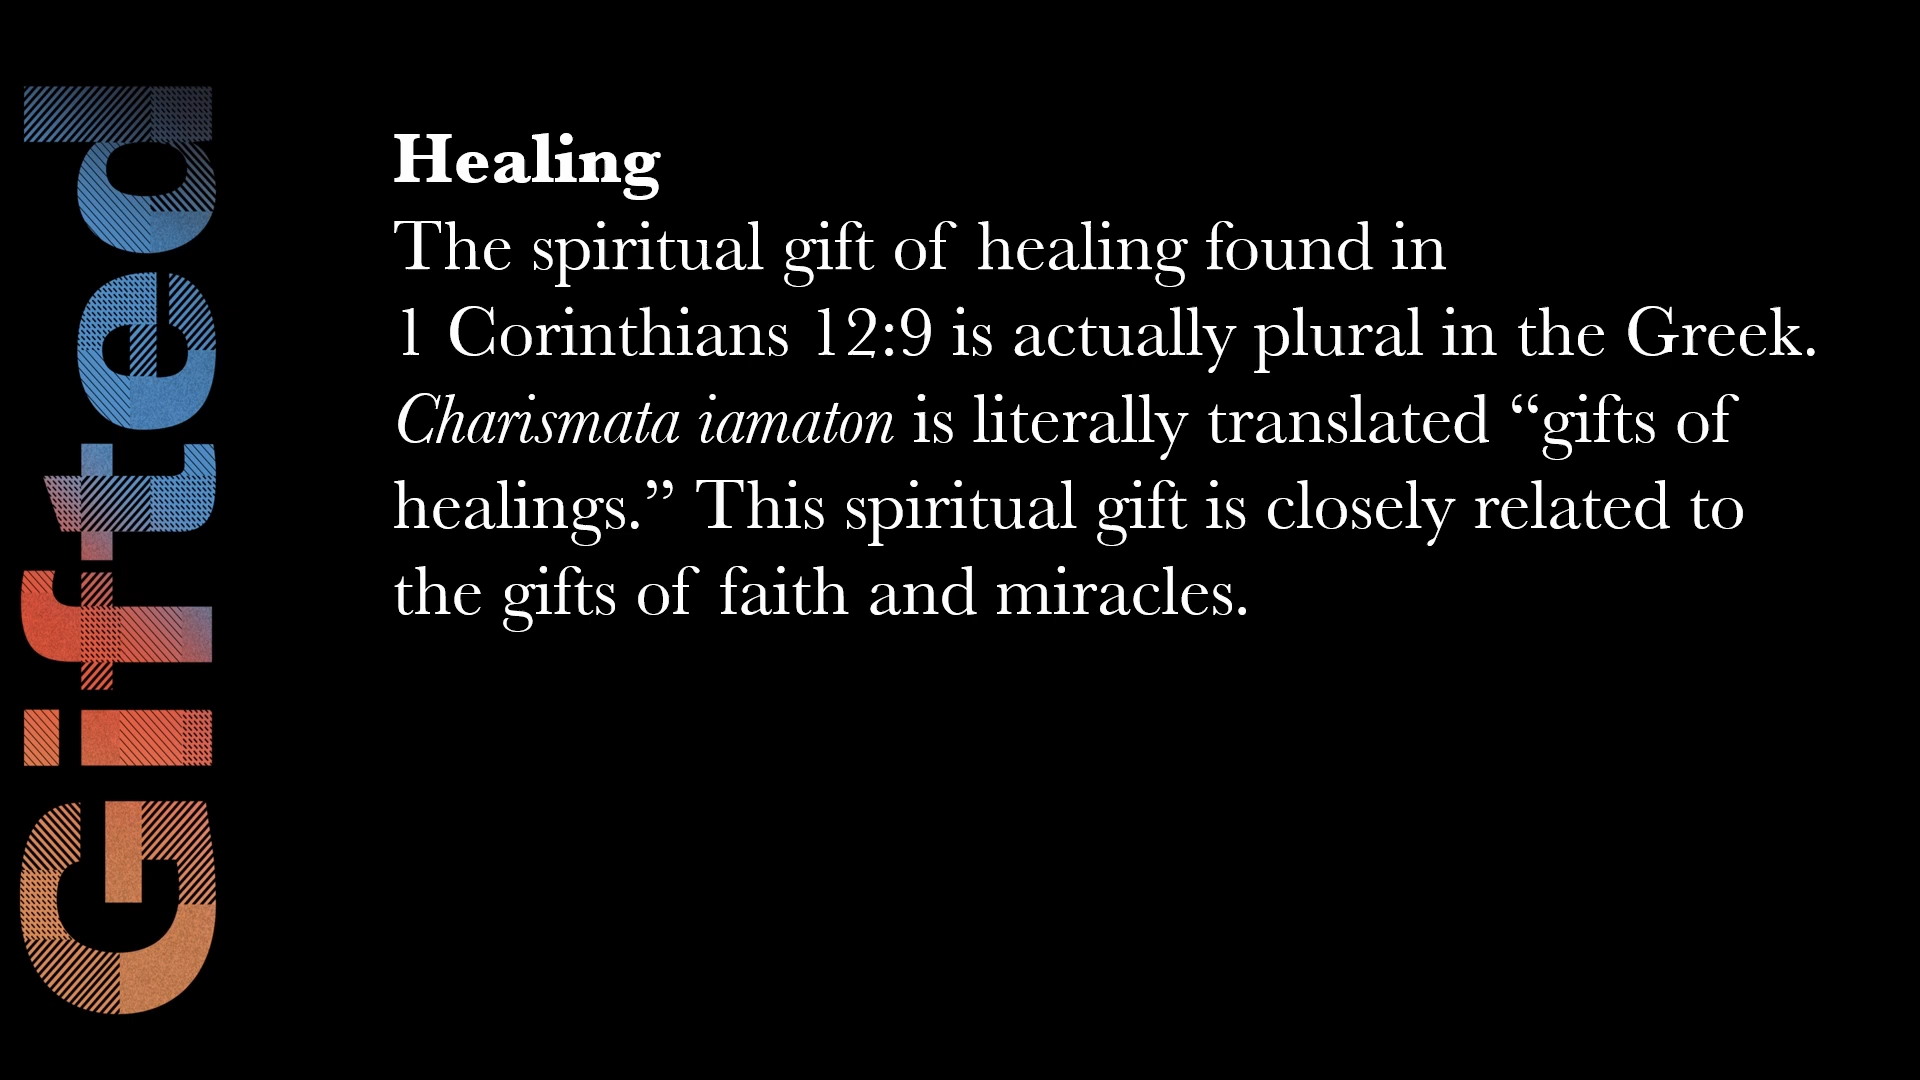 Gifted
Healing
The spiritual gift of healing found in
1 Corinthians 12:9 is actually plural in the Greek.
Charismata iamaton is literally translated “gifts of
healings.” This spiritual gift is closely related to
the gifts of faith and miracles.